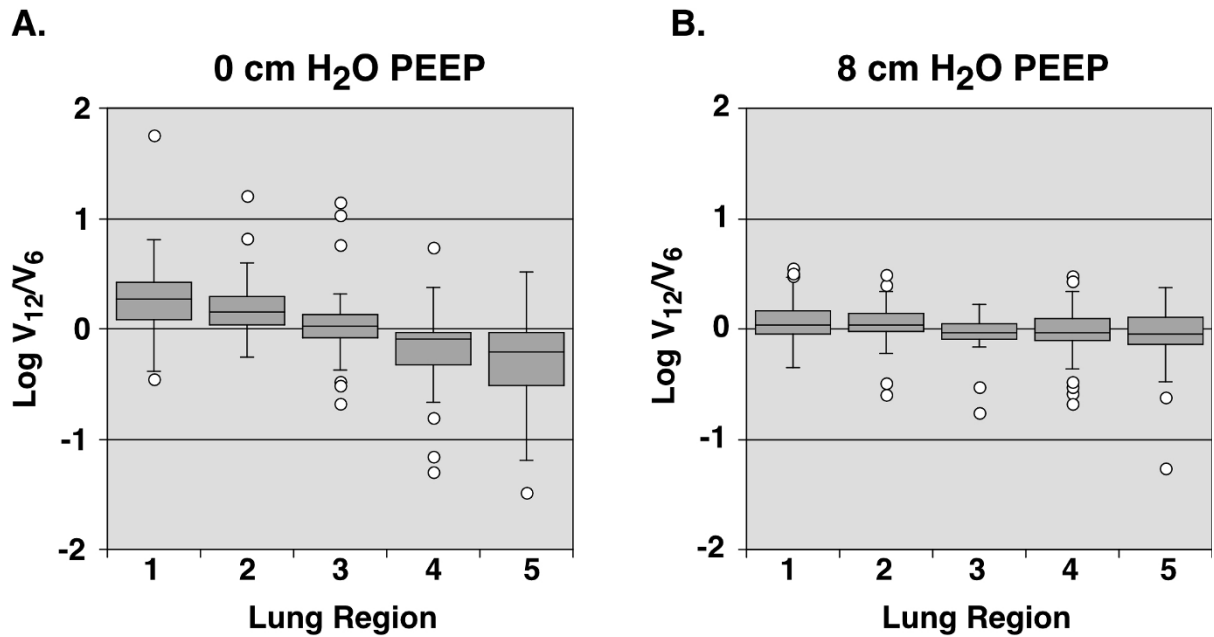 A.
0 cm H₂O PEEP
2
1
0
-1
-2
Log V₁₂/V₆
1 2 3 4 5
Lung Region
B.
8 cm H₂O PEEP
2
1
0
-1
-2
Log V₁₂/V₆
1 2 3 4 5
Lung Region